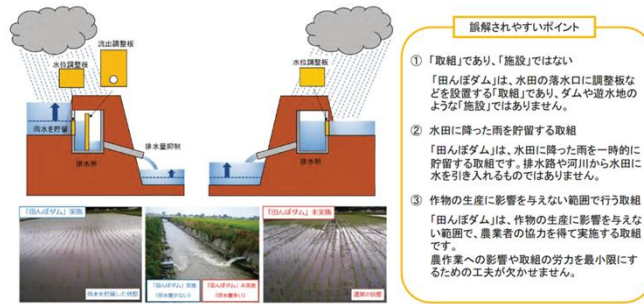 水位調整板
流出調整板
雨水を貯留
排水桝
排水量抑制
水位調整板
排水桝
「田んぼダム」実施
雨水を貯留した状態
「田んぼダム」実施
(排水量が少ない)
「田んぼダム」未実施
(排水量が多い)
「田んぼダム」未実施
通常の状態
誤解されやすいポイント
① 「取組」であり、「施設」ではない
「田んぼダム」は、水田の落水口に調整板な
どを設置する「取組」であり、ダムや遊水地の
ような「施設」ではありません。
② 水田に降った雨を貯留する取組
「田んぼダム」は、水田に降った雨を一時的に
貯留する取組です。排水路や河川から水田に
水を引き入れるものではありません。
③ 作物の生産に影響を与えない範囲で行う取組
「田んぼダム」は、作物の生産に影響を与えな
い範囲で、農業者の協力を得て実施する取組
です。
農作業への影響や取組の労力を最小限にす
るための工夫が欠かせません。